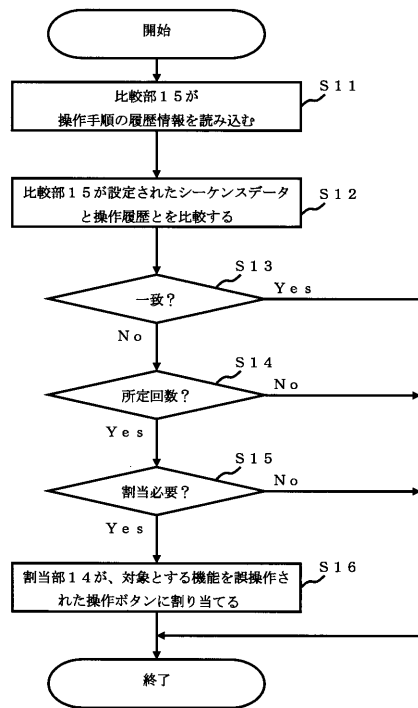 開始
S11
比較部15が
操作手順の履歴情報を読み込む
S12
比較部15が設定されたシーケンスデータ
と操作履歴とを比較する
S13
一致?
Yes
No
S14
所定回数?
No
Yes
S15
割当必要?
No
Yes
S16
割当部14が、対象とする機能を誤操作さ
れた操作ボタンに割り当てる
終了